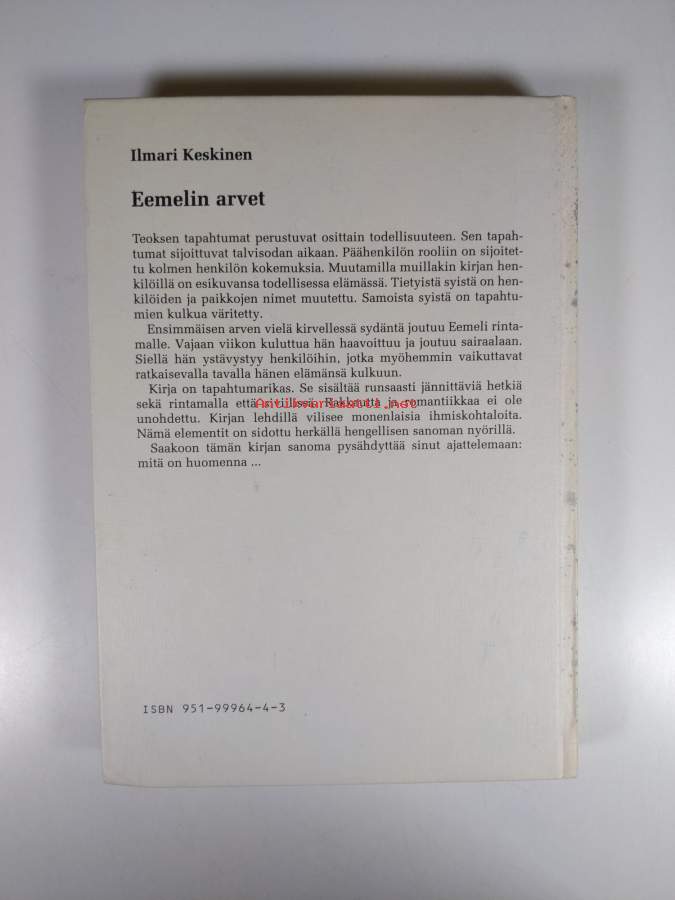 Ilmari Keskinen
Eemelin arvet
Teoksen tapahtumat perustuvat osittain todellisuuteen. Sen tapah-
tumat sijoittuvat talvisodan aikaan. Päähenkilön rooliin on sijoitet-
tu kolmen henkilön kokemuksia. Muutamilla muillakin kirjan hen-
kilöillä on esikuvansa todellisessa elämässä. Tietyistä syistä on hen-
kilöiden ja paikkojen nimet muutettu. Samoista syistä on tapahtu-
mien kulkua väritetty.
Ensimmäisen arven vielä kirvellessä sydäntä joutuu Eemeli rinta-
malle. Vajaan viikon kuluttua hän haavoittuu ja joutuu sairaalaan.
Siellä hän ystävystyy henkilöihin, jotka myöhemmin vaikuttavat
ratkaisevalla tavalla hänen elämänsä kulkuun.
Kirja on tapahtumarikas. Se sisältää runsaasti jännittäviä hetkiä
sekä rintamalla että siviilissä. Rakkautta ja romantiikkaa ei ole
Antikvariaatti.net
unohdettu. Kirjan lehdillä vilisee monenlaisia ihmiskohtaloita.
Nämä elementit on sidottu herkällä hengellisen sanoman nyörillä.
Saakoon tämän kirjan sanoma pysähdyttää sinut ajattelemaan:
mitä on huomenna ...
ISBN 951-99964-4-3